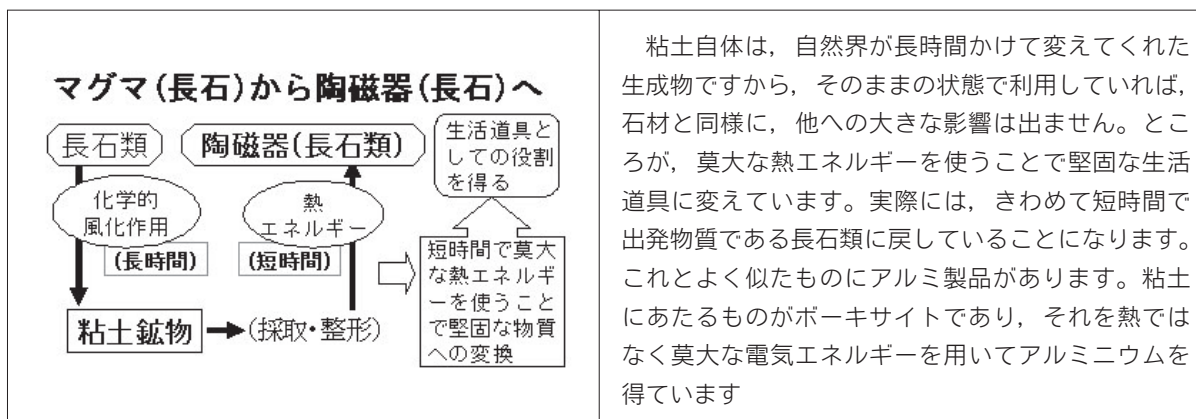 マグマ(長石)から陶磁器(長石)へ
長石類
陶磁器(長石類)
生活道具と
しての役割
を得る
化学的
風化作用
熱
エネルギー
(長時間)
(短時間)
短時間で莫大
な熱エネルギ
ーを使うこと
で堅固な物質
への変換
粘土鉱物
(採取・整形)
粘土自体は，自然界が長時間かけて変えてくれた
生成物ですから，そのままの状態で利用していれば，
石材と同様に，他への大きな影響は出ません。とこ
ろが，莫大な熱エネルギーを使うことで堅固な生活
道具に変えています。実際には，きわめて短時間で
出発物質である長石類に戻していることになります。
これとよく似たものにアルミ製品があります。粘土
にあたるものがボーキサイトであり，それを熱では
なく莫大な電気エネルギーを用いてアルミニウムを
得ています